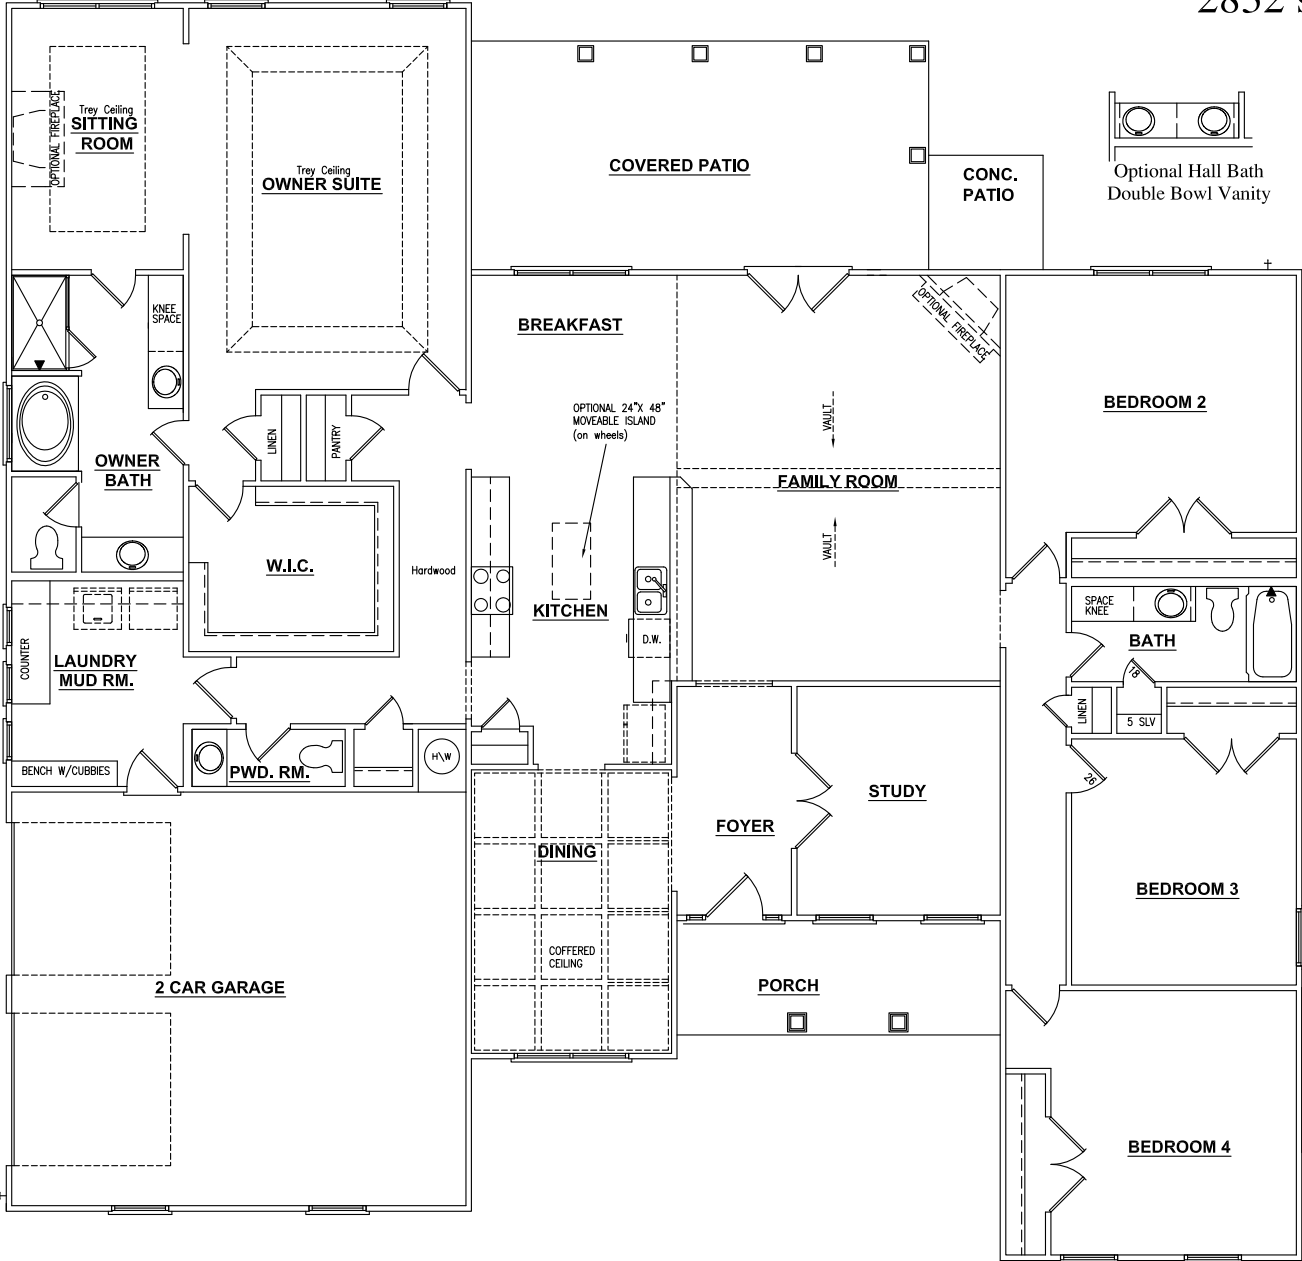 2852 s
Trey Ceiling
SITTING
ROOM
OPTIONAL FIREPLACE
Trey Ceiling
OWNER SUITE
COVERED PATIO
CONC.
PATIO
Optional Hall Bath
Double Bowl Vanity
KNEE
SPACE
BREAKFAST
OPTIONAL FIREPLACE
OPTIONAL 24"X 48"
MOVEABLE ISLAND
(on wheels)
VAULT
BEDROOM 2
LINEN
PANTRY
OWNER
BATH
FAMILY ROOM
VAULT
W.I.C.
Hardwood
KITCHEN
D.W.
SPACE
KNEE
BATH
COUNTER
LAUNDRY
MUD RM.
18
LINEN
5 SLV
BENCH W/CUBBIES
PWD. RM.
H\W
26
STUDY
FOYER
DINING
BEDROOM 3
COFFERED
CEILING
2 CAR GARAGE
PORCH
BEDROOM 4